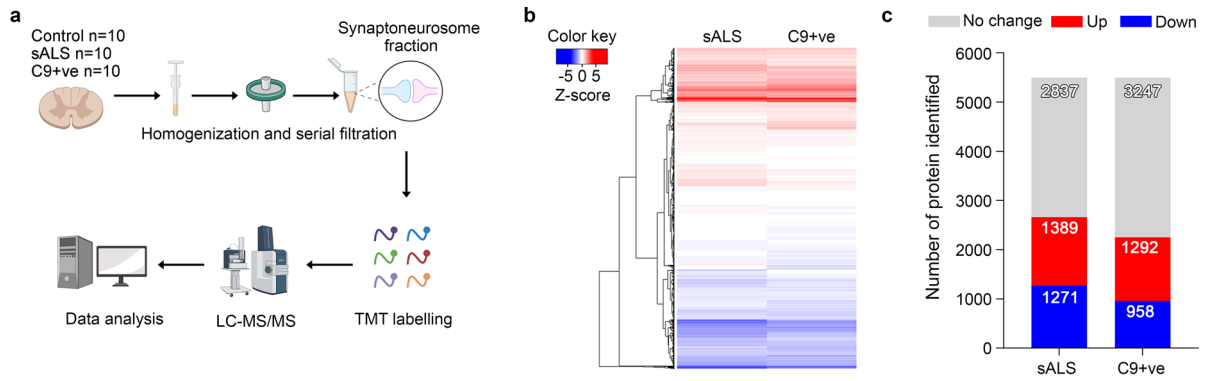 a
Control n=10
sALS n=10
C9+ve n=10
Synaptoneurosome
fraction
Homogenization and serial filtration
Data analysis
LC-MS/MS
TMT labelling
b
Color key
-5 0 5
Z-score
sALS
C9+ve
c
No change
Up
Down
Number of protein identified
6000
5000
4000
3000
2000
1000
0
2837
1389
1271
3247
1292
958
sALS
C9+ve